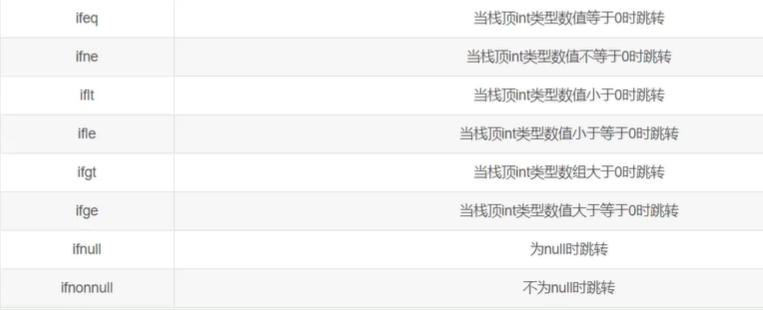 ifeq 当栈顶int类型数值等于0时跳转
ifne 当栈顶int类型数值不等于0时跳转
iflt 当栈顶int类型数值小于0时跳转
ifle 当栈顶int类型数值小于等于0时跳转
ifgt 当栈顶int类型数组大于0时跳转
ifge 当栈顶int类型数值大于等于0时跳转
ifnull 为null时跳转
ifnonnull 不为null时跳转